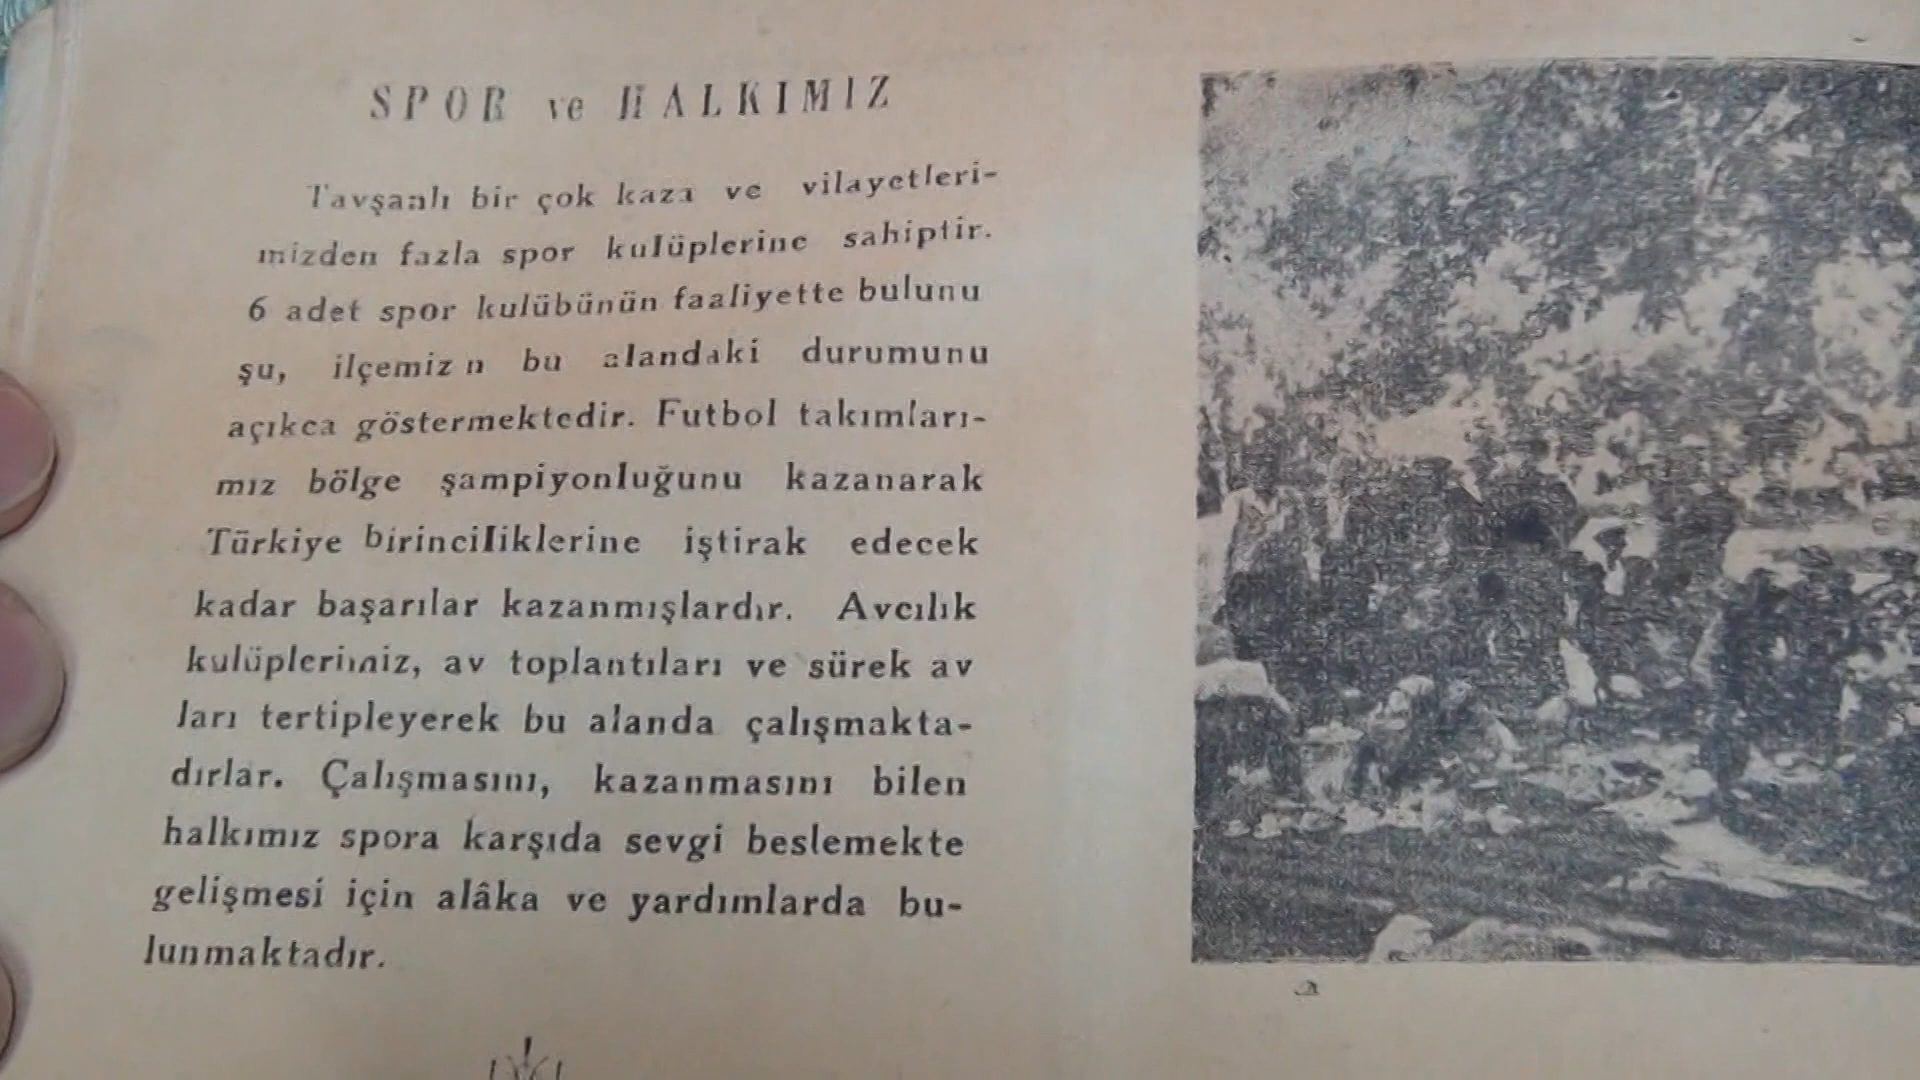 SPOR ve HALKIMIZ
Tavşanlı bir çok kaza ve vilayetleri-
mizden fazla spor kulüplerine sahiptir.
6 adet spor kulübünün faaliyette bulunu
şu, ilçemiz n bu alandaki durumunu
açıkca göstermektedir. Futbol takımları-
mız bölge şampiyonluğunu kazanarak
Türkiye birinciliklerine iştirak edecek
kadar başarılar kazanmışlardır. Avcılık
kulüplerimiz, av toplantıları ve sürek av
ları tertipleyerek bu alanda çalışmakta-
dırlar. Çalışmasını, kazanmasını bilen
halkımız spora karşıda sevgi beslemekte
gelişmesi için alâka ve yardımlarda bu-
lunmaktadır.